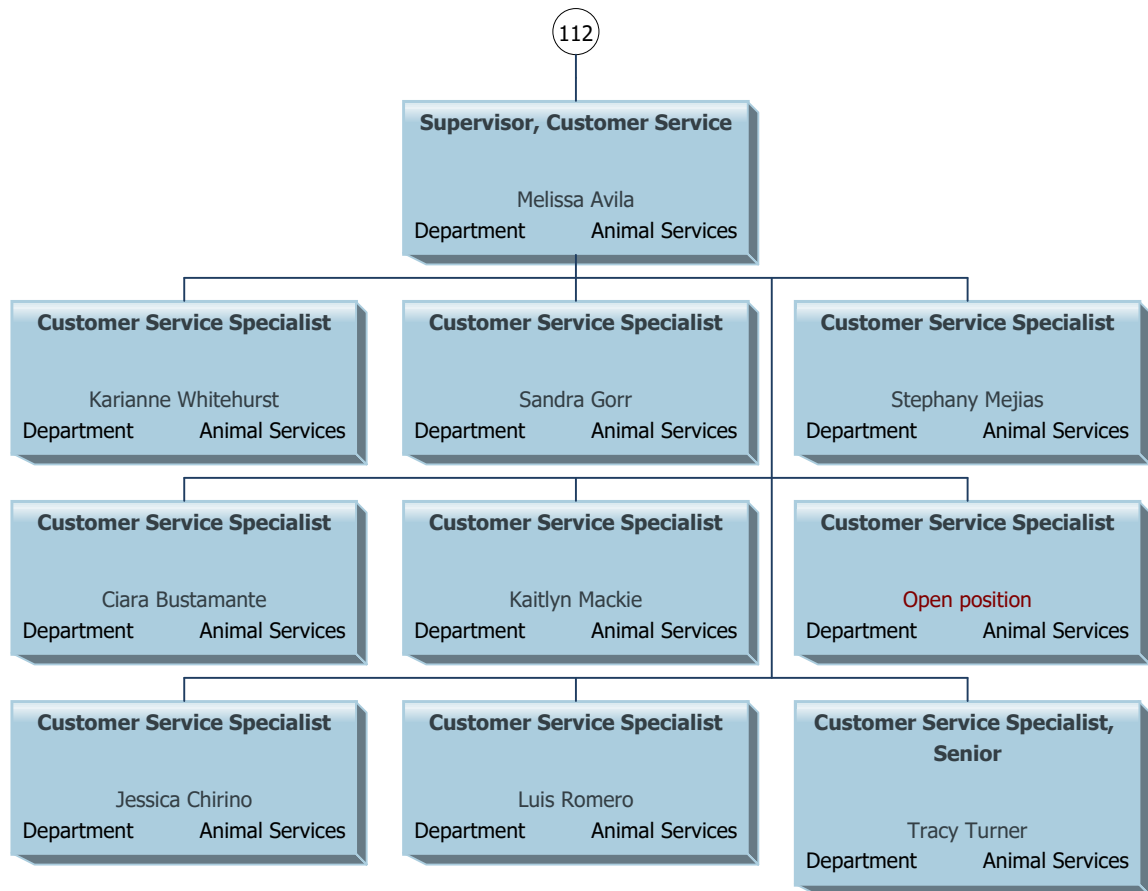 112
Supervisor, Customer Service
Melissa Avila
Department Animal Services
Customer Service Specialist
Karianne Whitehurst
Department Animal Services
Customer Service Specialist
Sandra Gorr
Department Animal Services
Customer Service Specialist
Stephany Mejias
Department Animal Services
Customer Service Specialist
Ciara Bustamante
Department Animal Services
Customer Service Specialist
Kaitlyn Mackie
Department Animal Services
Customer Service Specialist
Open position
Department Animal Services
Customer Service Specialist
Jessica Chirino
Department Animal Services
Customer Service Specialist
Luis Romero
Department Animal Services
Customer Service Specialist,
Senior
Tracy Turner
Department Animal Services